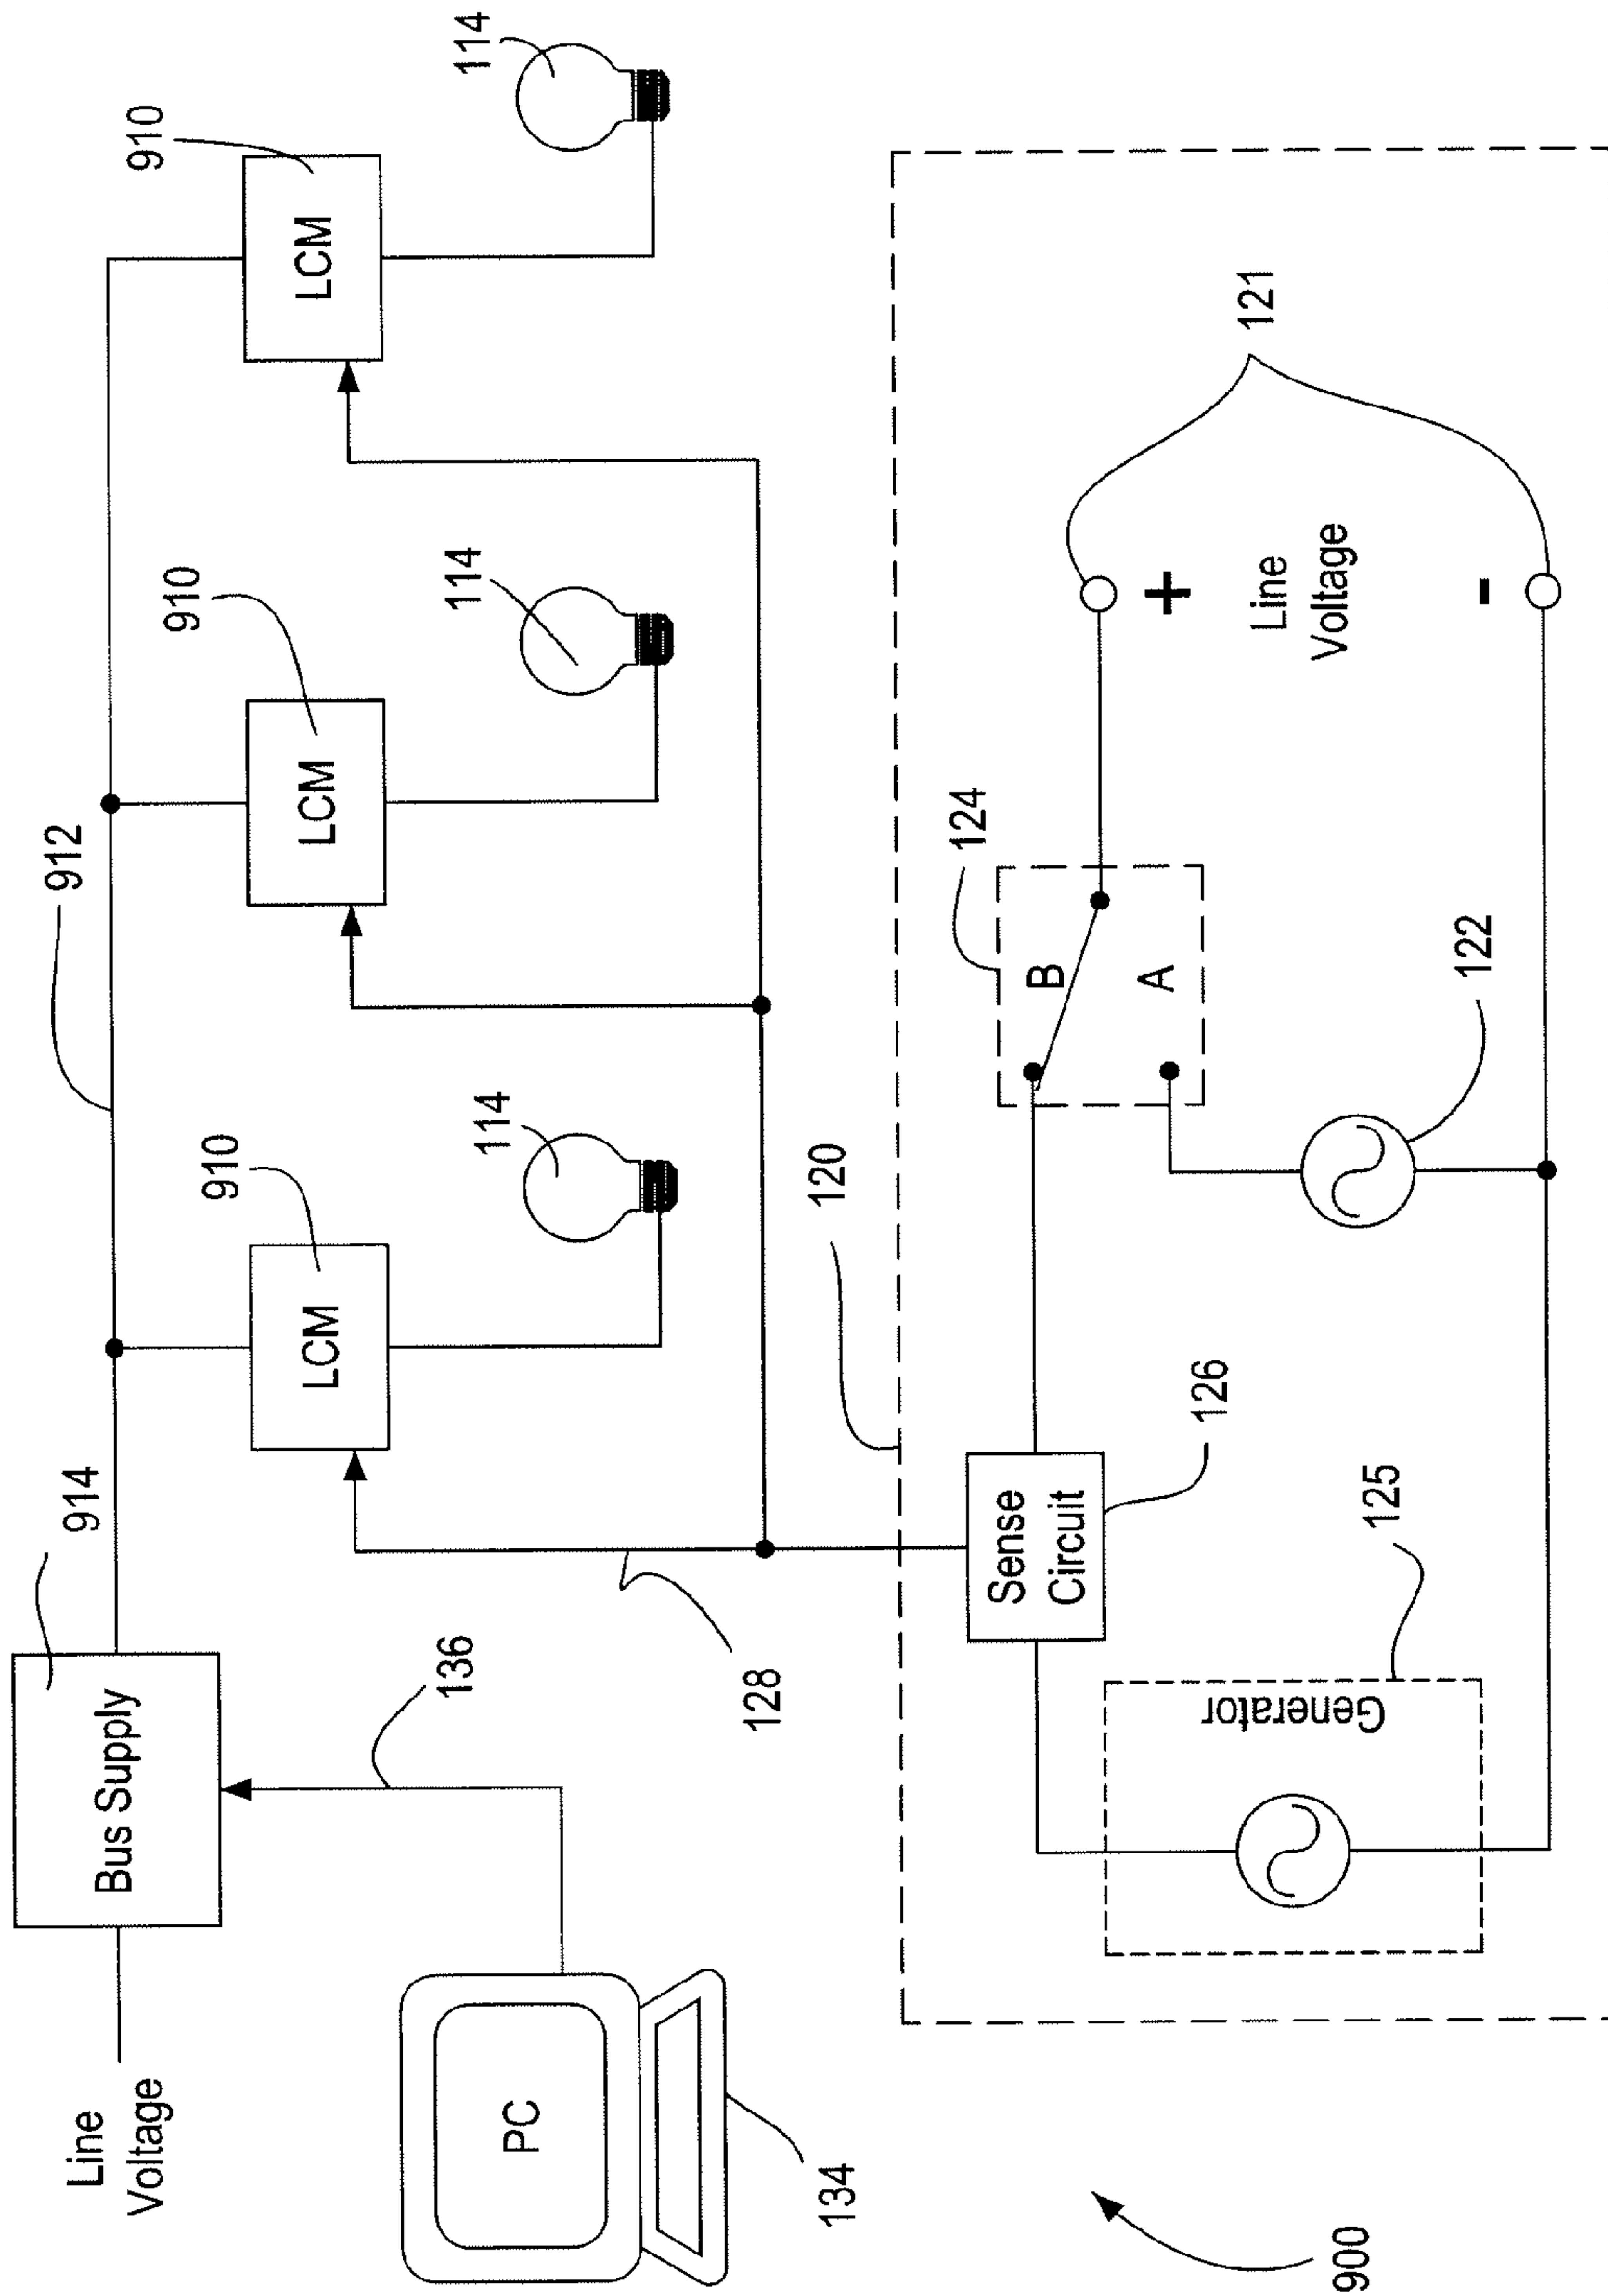 Line
Voltage
Bus Supply
914
912
LCM
910
LCM
910
LCM
910
114
114
114
136
128
PC
134
120
Sense
Circuit
126
Generator
125
124
B
A
122
+
Line
Voltage
-
121
900